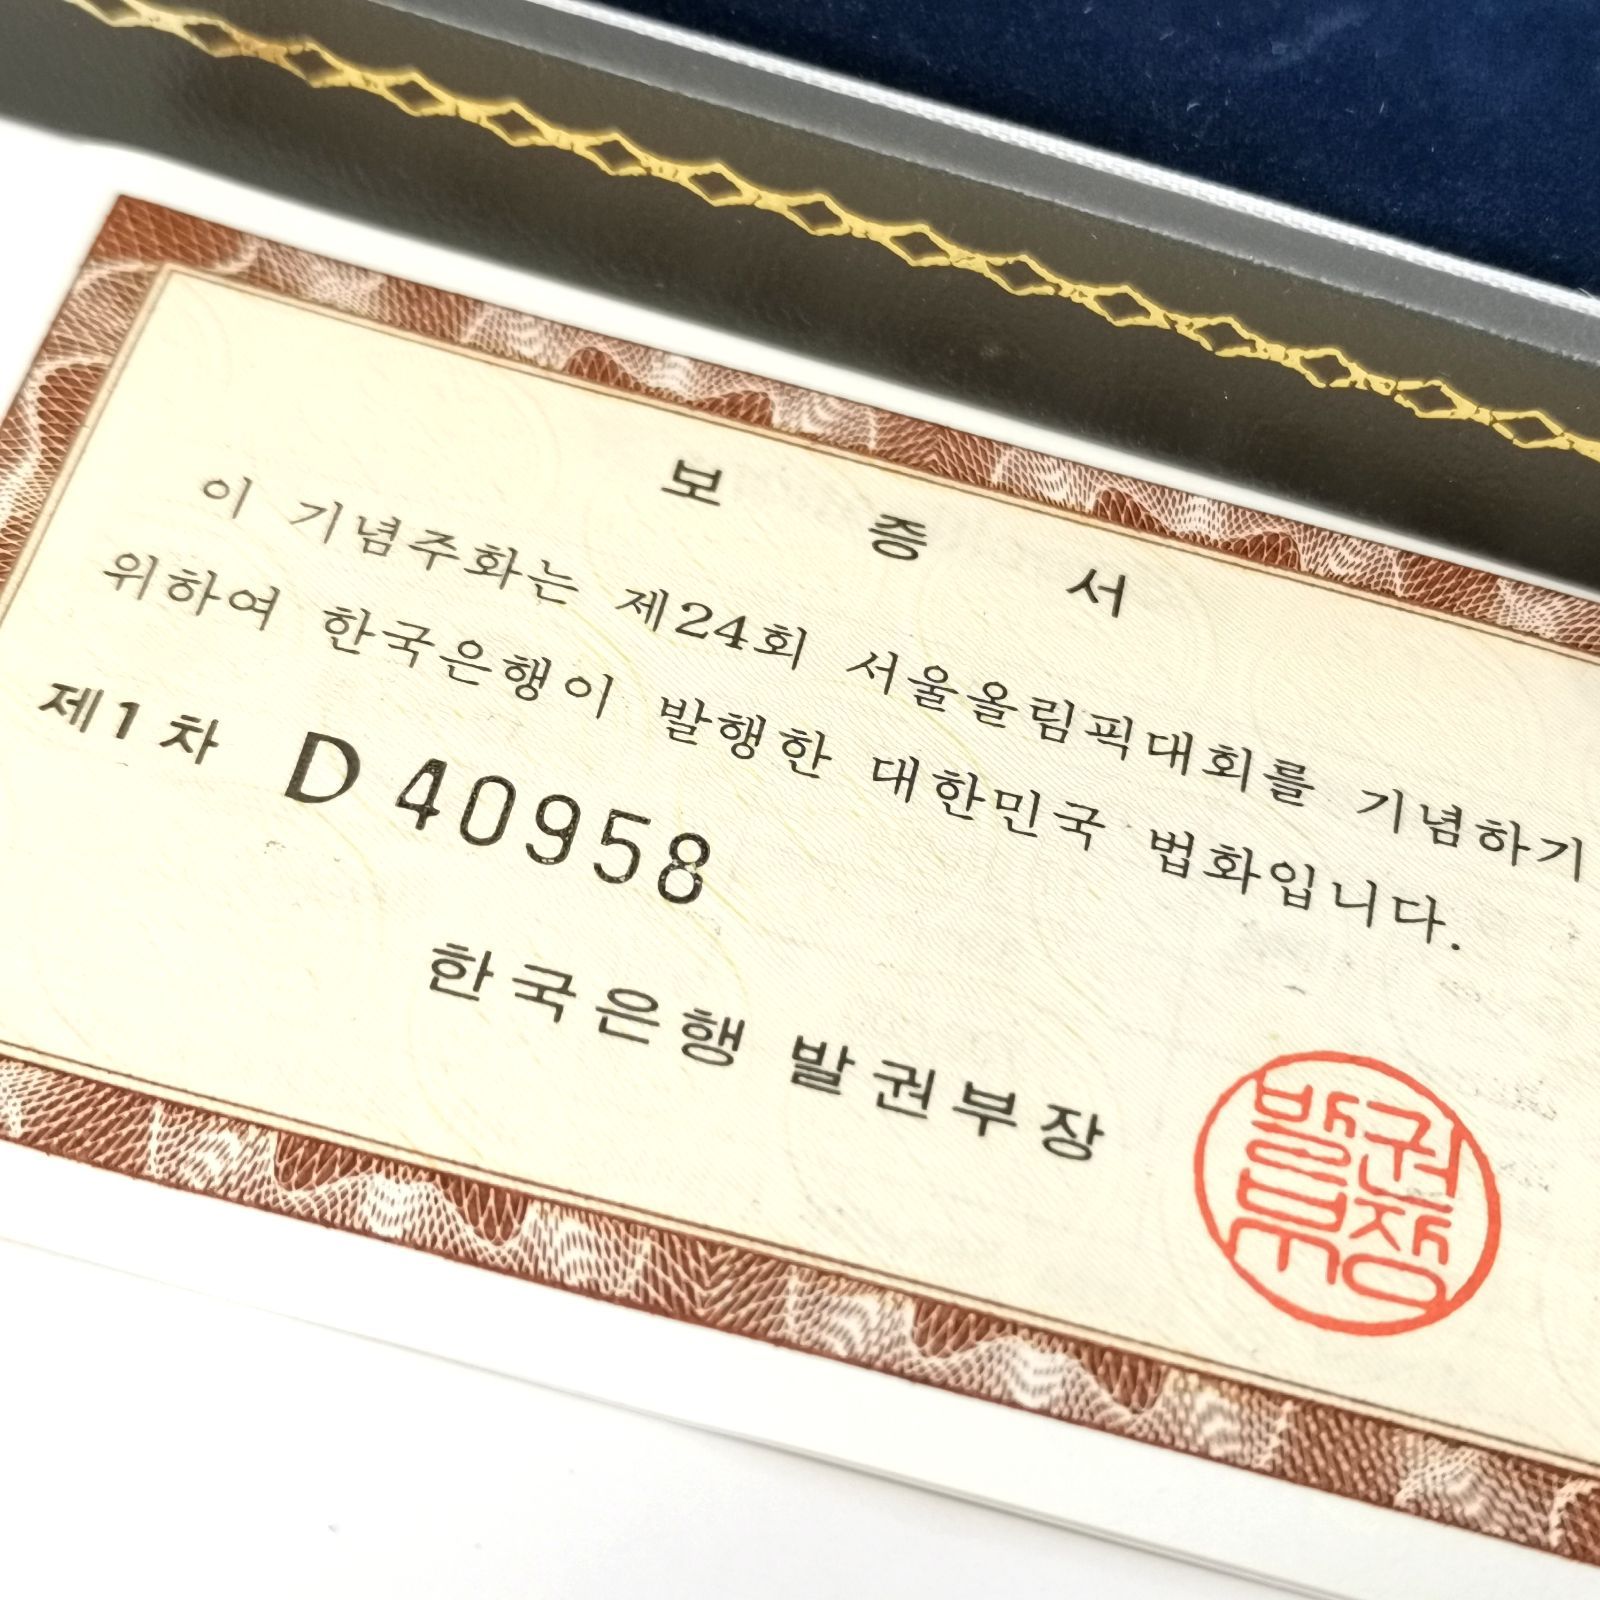 보 증 서
이 기념주화는 제24회 서울올림픽대회를 기념하기
위하여 한국은행이 발행한 대한민국 법화입니다.
제1차 D 40958
한국은행 발권부장
발권
부장